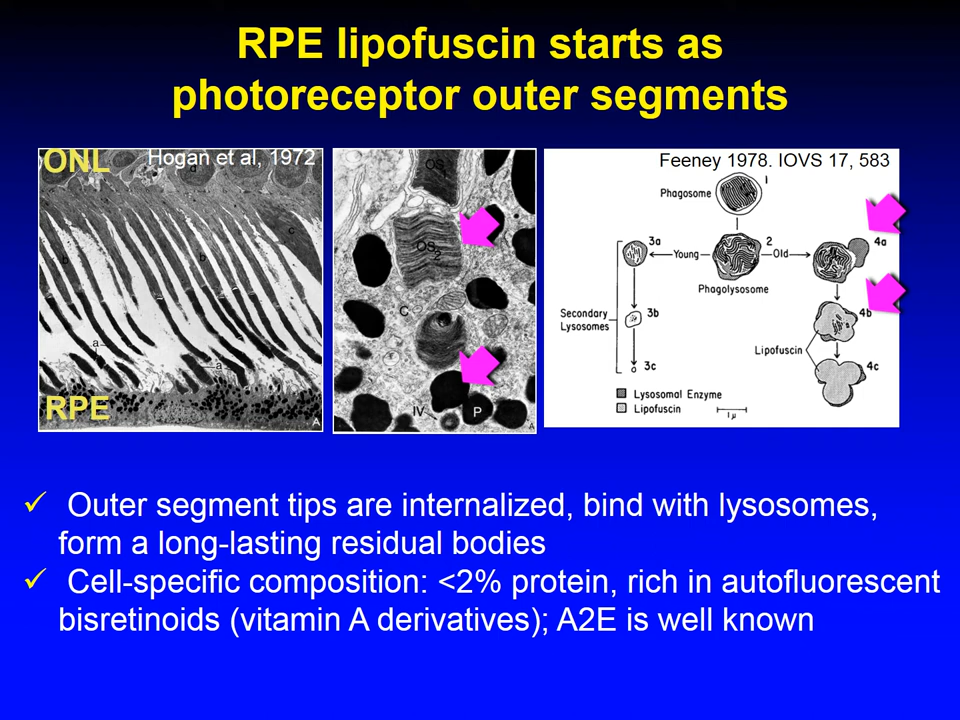 RPE lipofuscin starts as
photoreceptor outer segments
ONL
Hogan et al, 1972
d
c
b
b
a
a
RPE
A
OS
OS
2
C
IV
P
A
Feeney 1978. IOVS 17, 583
1
Phagosome
3a
Young
2
Old
4a
Phagolysosome
Secondary
Lysosomes
3b
4b
Lipofuscin
3c
4c
Lysosomal Enzyme
Lipofuscin
1µ
✓ Outer segment tips are internalized, bind with lysosomes,
form a long-lasting residual bodies
✓ Cell-specific composition: <2% protein, rich in autofluorescent
bisretinoids (vitamin A derivatives); A2E is well known